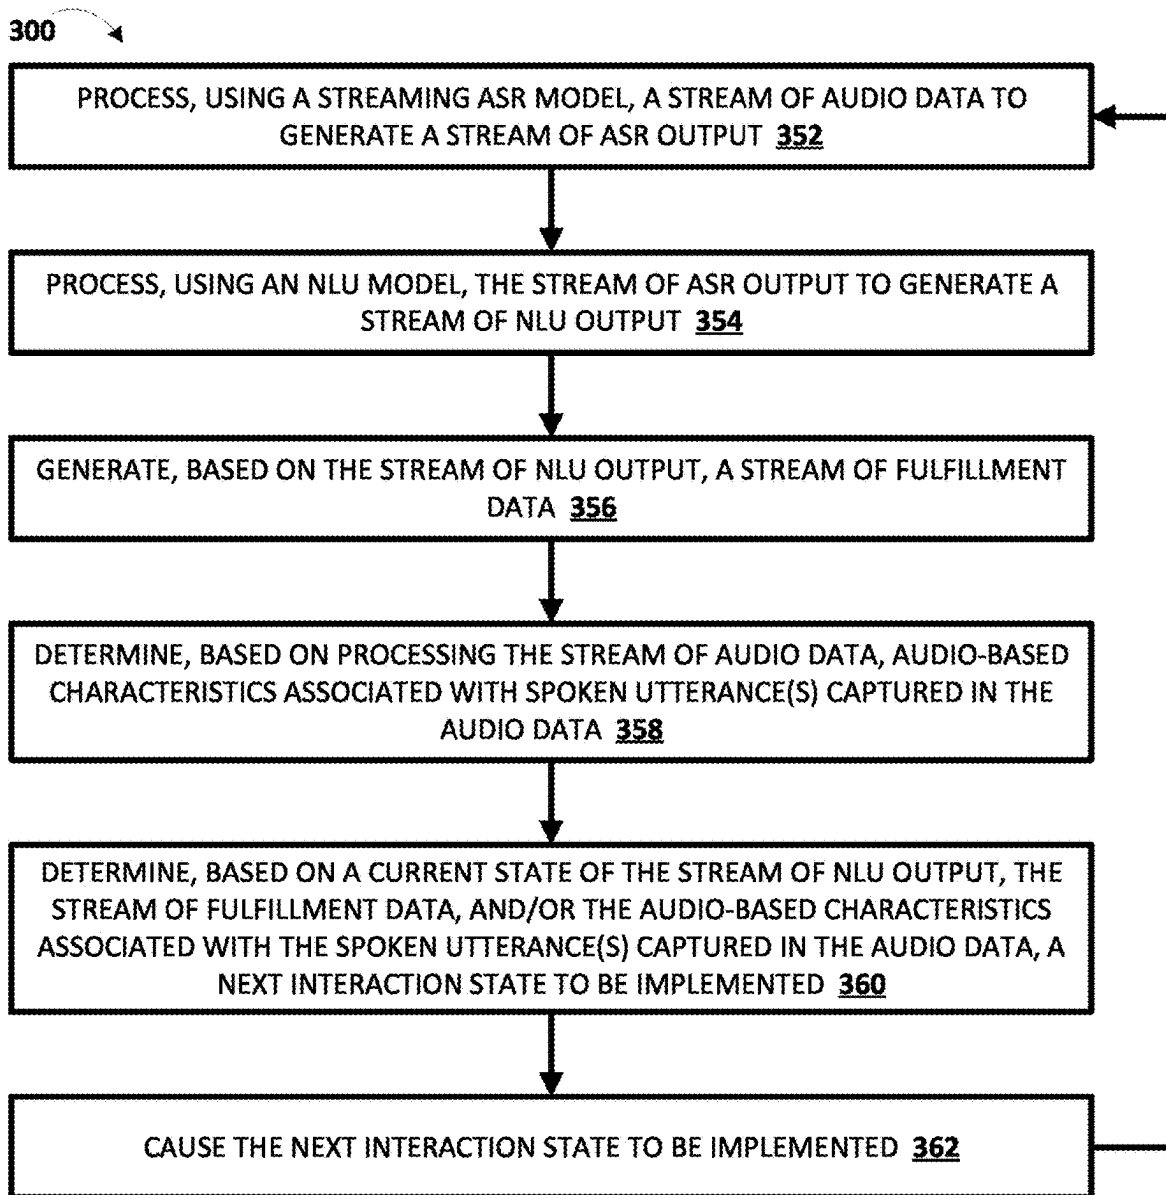 300
PROCESS, USING A STREAMING ASR MODEL, A STREAM OF AUDIO DATA TO
GENERATE A STREAM OF ASR OUTPUT 352
PROCESS, USING AN NLU MODEL, THE STREAM OF ASR OUTPUT TO GENERATE A
STREAM OF NLU OUTPUT 354
GENERATE, BASED ON THE STREAM OF NLU OUTPUT, A STREAM OF FULFILLMENT
DATA 356
DETERMINE, BASED ON PROCESSING THE STREAM OF AUDIO DATA, AUDIO-BASED
CHARACTERISTICS ASSOCIATED WITH SPOKEN UTTERANCE(S) CAPTURED IN THE
AUDIO DATA 358
DETERMINE, BASED ON A CURRENT STATE OF THE STREAM OF NLU OUTPUT, THE
STREAM OF FULFILLMENT DATA, AND/OR THE AUDIO-BASED CHARACTERISTICS
ASSOCIATED WITH THE SPOKEN UTTERANCE(S) CAPTURED IN THE AUDIO DATA, A
NEXT INTERACTION STATE TO BE IMPLEMENTED 360
CAUSE THE NEXT INTERACTION STATE TO BE IMPLEMENTED 362